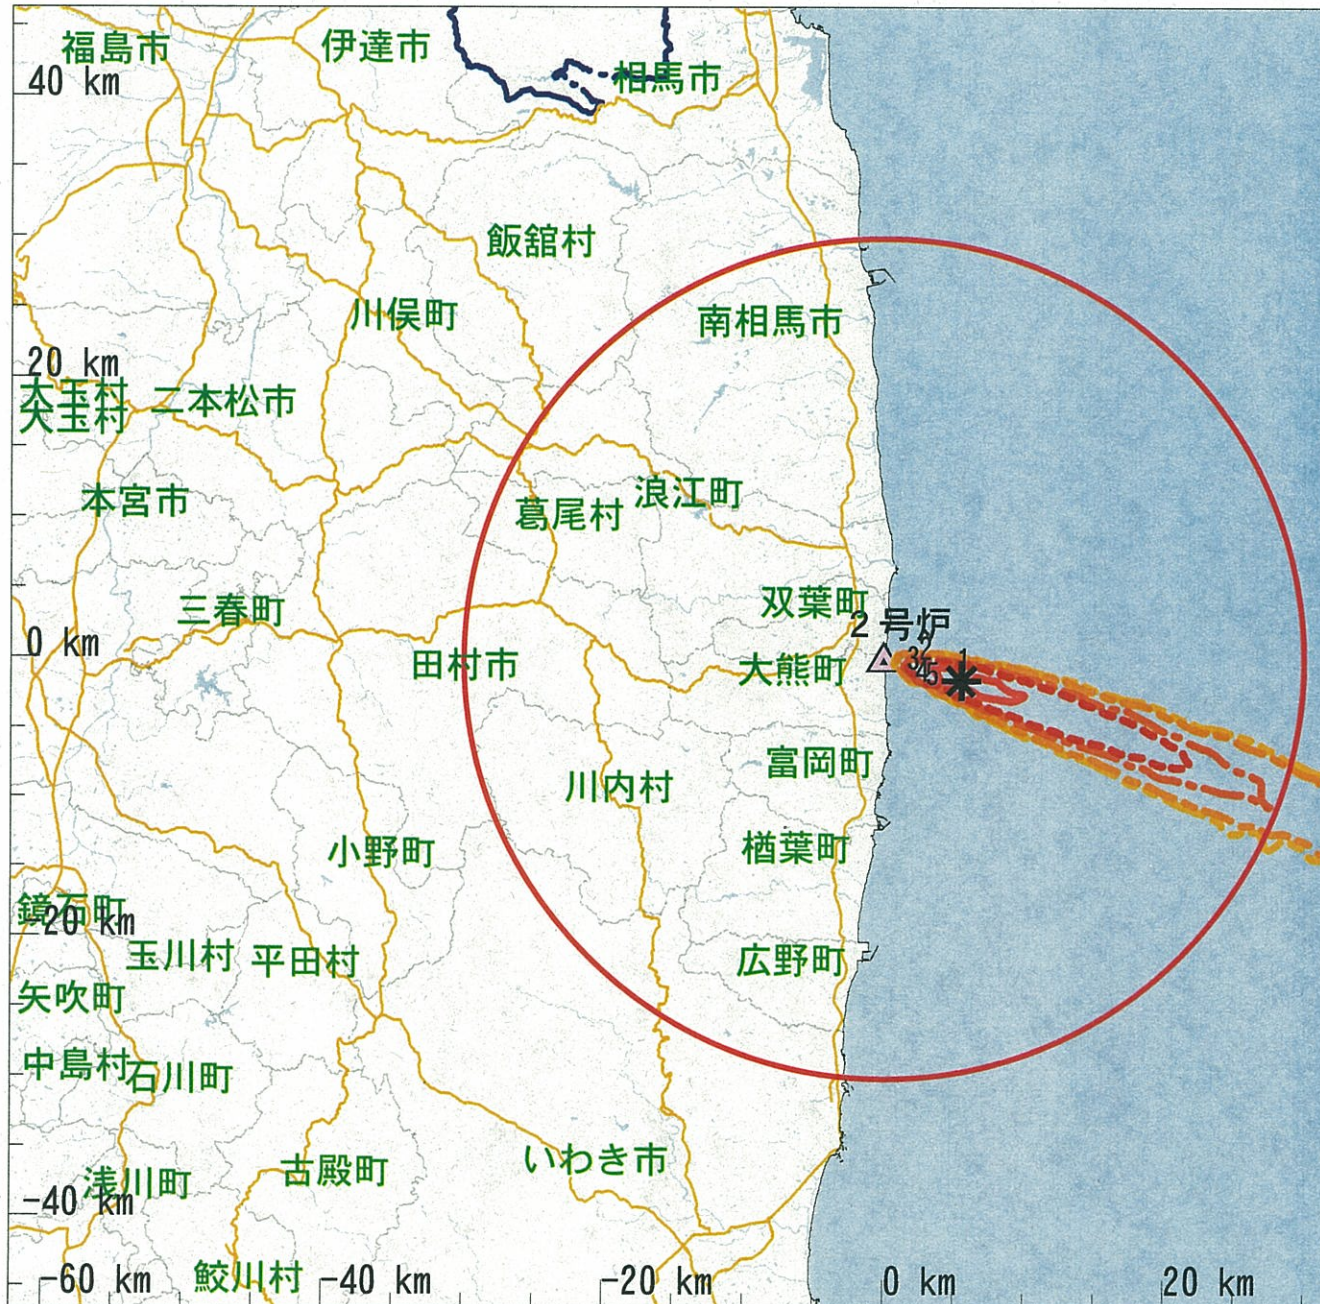 福島市
伊達市
相馬市
40 km
飯舘村
川俣町
南相馬市
20 km
大玉村
大玉村
二本松市
本宮市
葛尾村
浪江町
三春町
双葉町
2号炉
0 km
田村市
大熊町
32
1
45
富岡町
川内村
小野町
楢葉町
鏡石町
-20 km
玉川村
平田村
広野町
矢吹町
中島村
石川町
いわき市
古殿町
浅川町
-40 km
鮫川村
-60 km
-40 km
-20 km
0 km
20 km